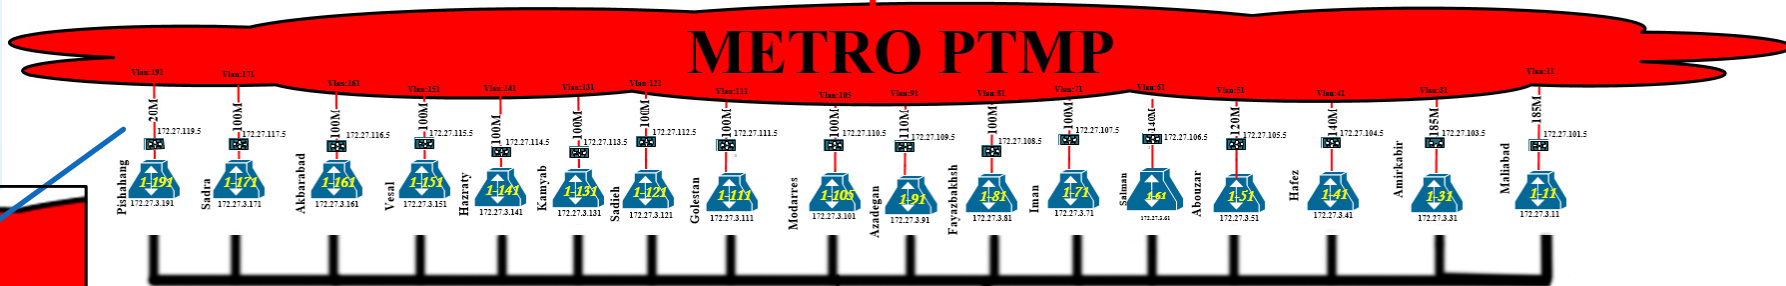 METRO PTMP
Vlan:191
Vlan:171
Vlan:161
Vlan:151
Vlan:141
Vlan:131
Vlan:121
Vlan:111
Vlan:105
Vlan:91
Vlan:81
Vlan:71
Vlan:61
Vlan:51
Vlan:41
Vlan:31
Vlan:11
20M
100M
100M
100M
100M
100M
100M
100M
100M
110M
100M
100M
140M
120M
140M
185M
185M
172.27.119.5
172.27.117.5
172.27.116.5
172.27.115.5
172.27.114.5
172.27.113.5
172.27.112.5
172.27.111.5
172.27.110.5
172.27.109.5
172.27.108.5
172.27.107.5
172.27.106.5
172.27.105.5
172.27.104.5
172.27.103.5
172.27.101.5
Pishahang
Sadra
Akbarabad
Vesal
Hazraty
Kamyab
Sadieh
Golestan
Modarres
Azadegan
Fayazbakhsh
Iman
Salman
Abouzar
Hafez
Amirkabir
Maliabad
1-191
1-171
1-161
1-151
1-141
1-131
1-121
1-111
1-105
1-91
1-81
1-71
1-61
1-51
1-41
1-31
1-11
172.27.3.191
172.27.3.171
172.27.3.161
172.27.3.151
172.27.3.141
172.27.3.131
172.27.3.121
172.27.3.111
172.27.3.101
172.27.3.91
172.27.3.81
172.27.3.71
172.27.3.61
172.27.3.51
172.27.3.41
172.27.3.31
172.27.3.11